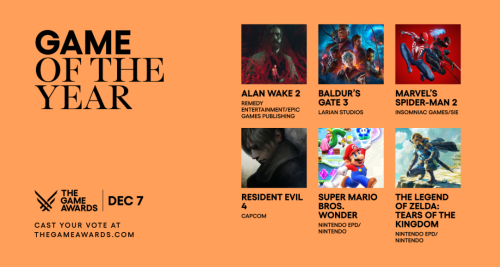 GAME
OF THE
YEAR
ALAN WAKE 2
REMEDY
ENTERTAINMENT/EPIC
GAMES PUBLISHING
BALDUR'S
GATE 3
LARIAN STUDIOS
MARVEL'S
SPIDER-MAN 2
INSOMNIAC GAMES/SIE
RESIDENT EVIL
4
CAPCOM
SUPER MARIO
BROS.
WONDER
NINTENDO EPD/
NINTENDO
THE LEGEND
OF ZELDA:
TEARS OF THE
KINGDOM
NINTENDO EPD/
NINTENDO
THE
GAME
AWARDS
DEC 7
CAST YOUR VOTE AT
THEGAMEAWARDS.COM